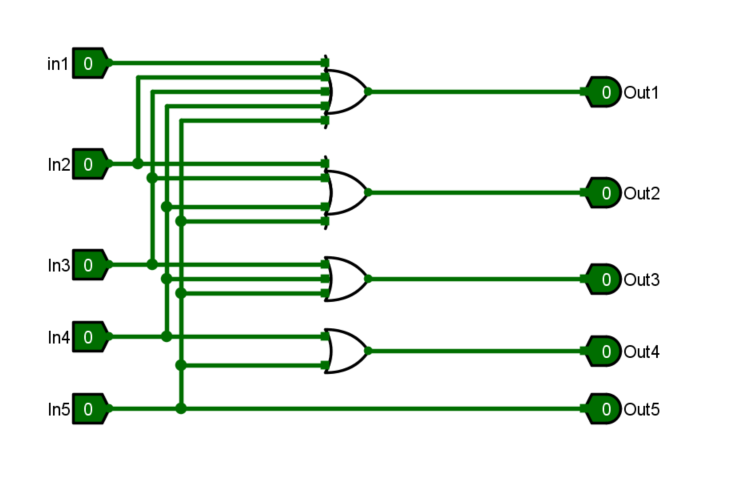 in1 0
0 Out1
In2 0
0 Out2
In3 0
0 Out3
In4 0
0 Out4
In5 0
0 Out5